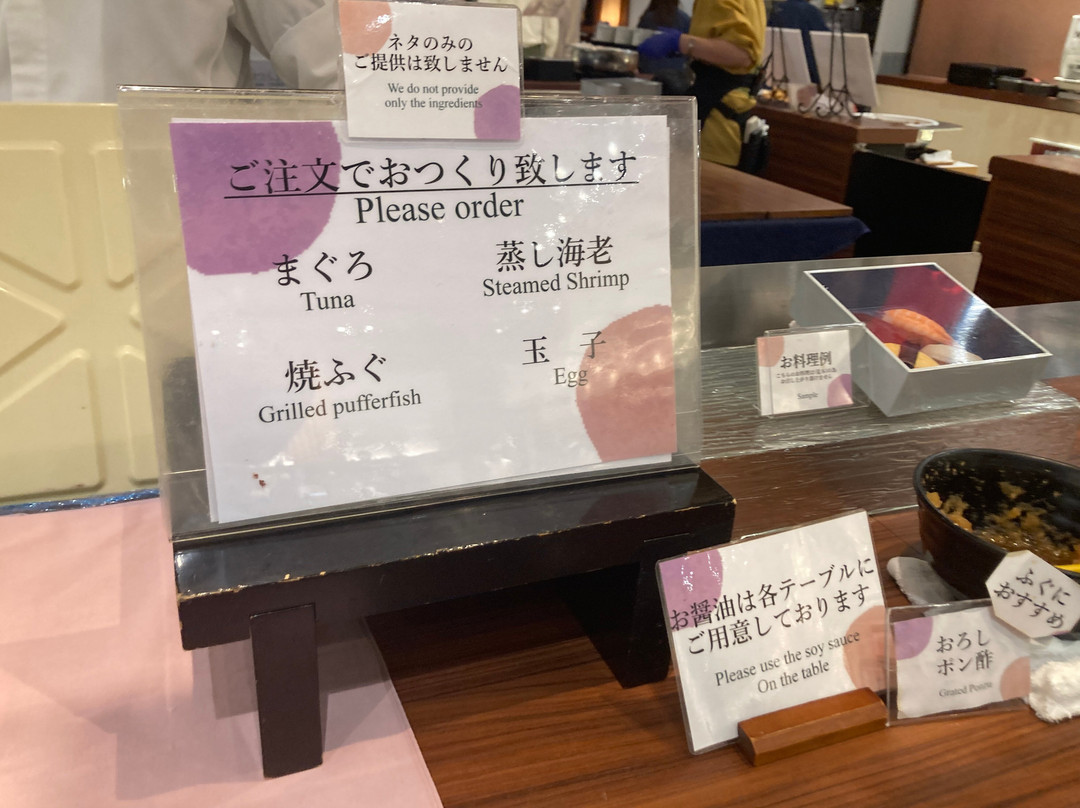 ネタのみの
ご提供は致しません
We do not provide
only the ingredients
ご注文でおつくり致します
Please order
まぐろ
Tuna
蒸し海老
Steamed Shrimp
焼ふぐ
Grilled pufferfish
玉 子
Egg
お料理例
Sample
お醤油は各テーブルに
ご用意しております
Please use the soy sauce
On the table
ふぐに
おすすめ
おろし
ポン酢
Grated Ponzu